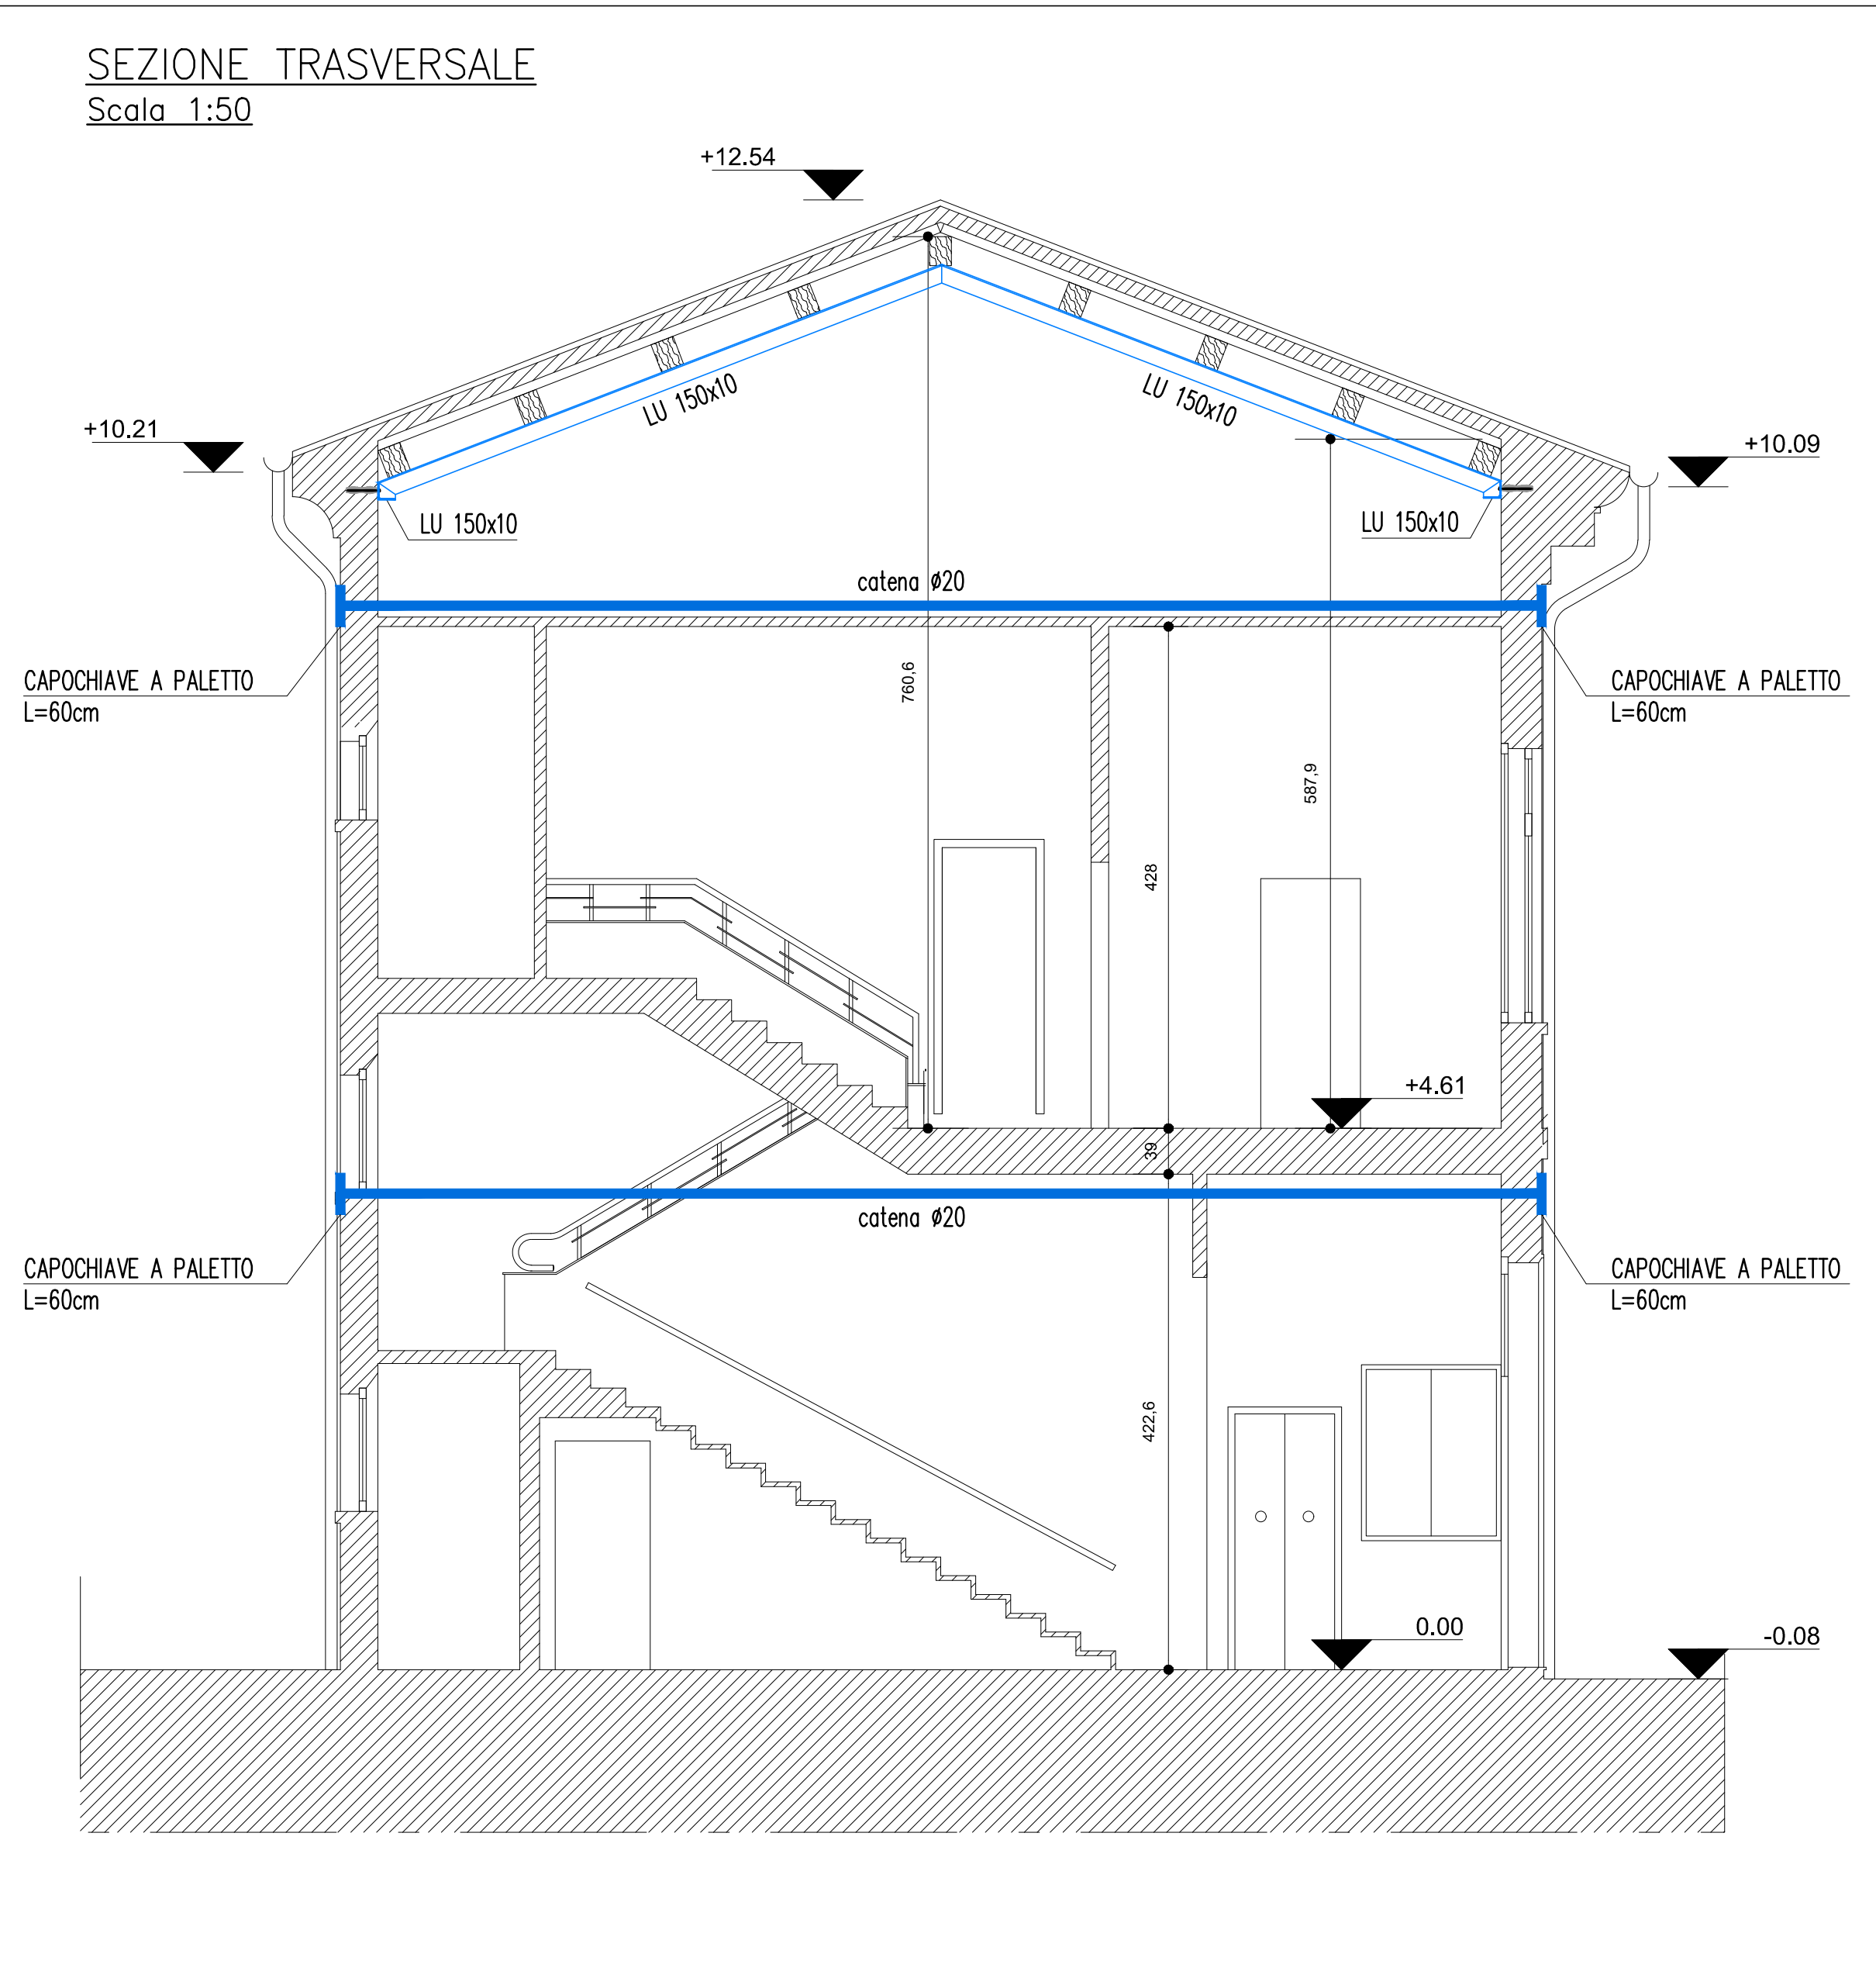 SEZIONE TRASVERSALE
Scala 1:50
+12.54
+10.21
+10.09
LU 150x10
LU 150x10
LU 150x10
LU 150x10
catena ø20
CAPOCHIAVE A PALETTO
L=60cm
CAPOCHIAVE A PALETTO
L=60cm
760,6
587,9
428
+4.61
39
catena ø20
CAPOCHIAVE A PALETTO
L=60cm
CAPOCHIAVE A PALETTO
L=60cm
422,6
0.00
-0.08